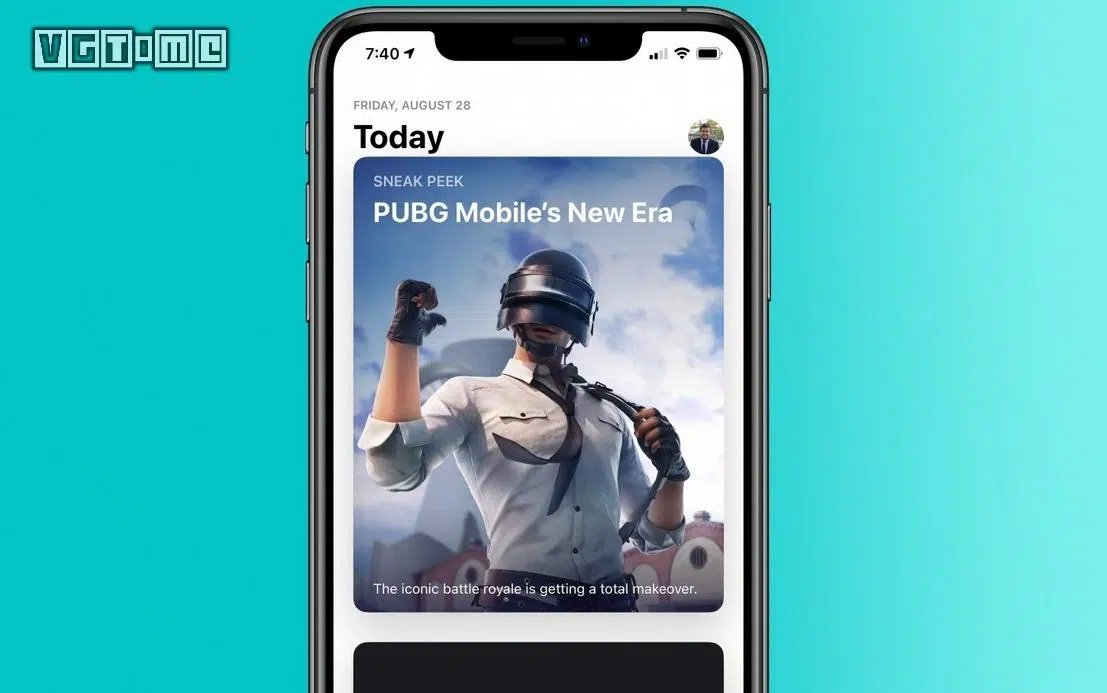 VGTIME
7:40
FRIDAY, AUGUST 28
Today
SNEAK PEEK
PUBG Mobile’s New Era
The iconic battle royale is getting a total makeover.